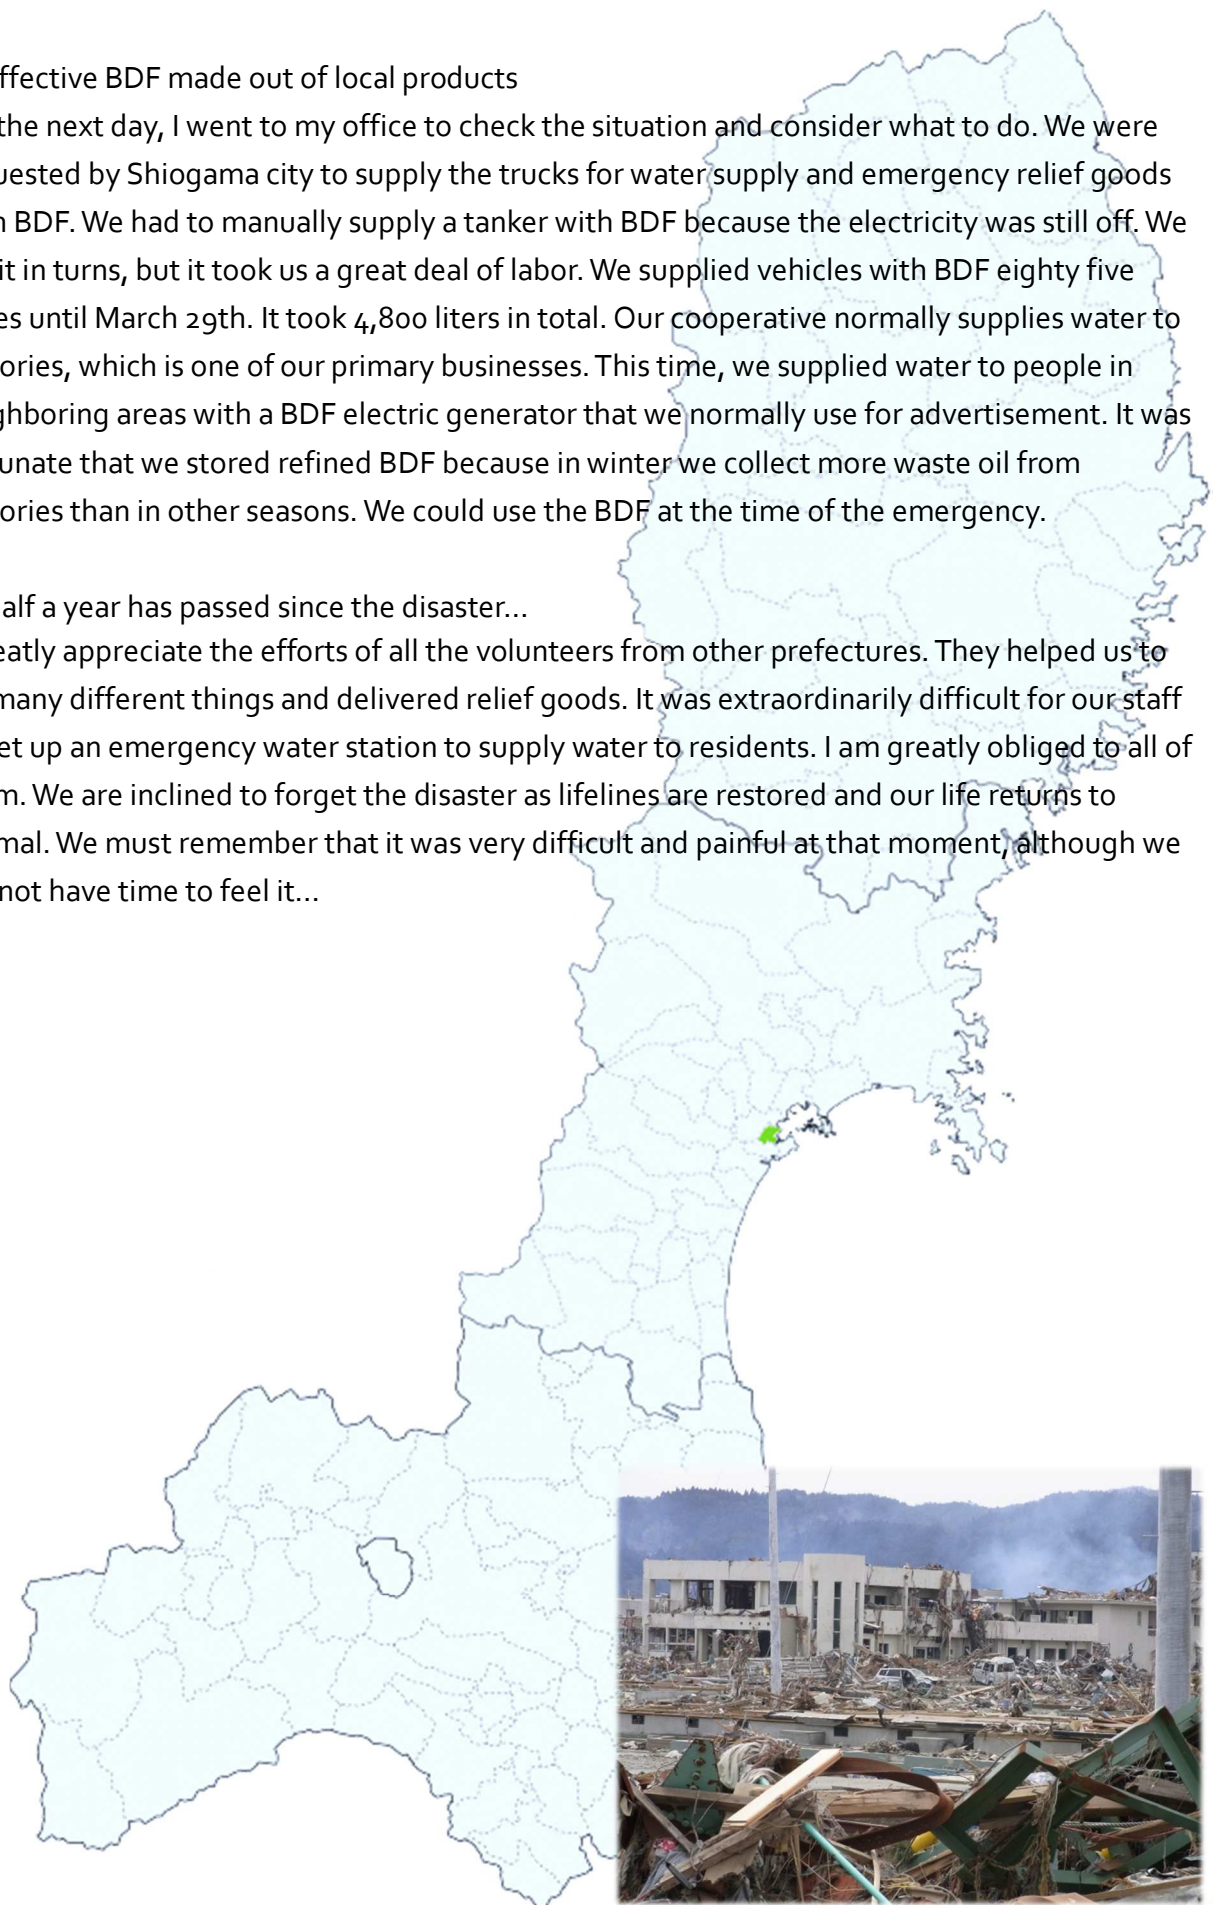 ffective BDF made out of local products
the next day, I went to my office to check the situation and consider what to do. We were
uested by Shiogama city to supply the trucks for water supply and emergency relief goods
h BDF. We had to manually supply a tanker with BDF because the electricity was still off. We
it in turns, but it took us a great deal of labor. We supplied vehicles with BDF eighty five
es until March 29th. It took 4,800 liters in total. Our cooperative normally supplies water to
ories, which is one of our primary businesses. This time, we supplied water to people in
ghboring areas with a BDF electric generator that we normally use for advertisement. It was
unate that we stored refined BDF because in winter we collect more waste oil from
ories than in other seasons. We could use the BDF at the time of the emergency.
alf a year has passed since the disaster…
eatly appreciate the efforts of all the volunteers from other prefectures. They helped us to
many different things and delivered relief goods. It was extraordinarily difficult for our staff
et up an emergency water station to supply water to residents. I am greatly obliged to all of
m. We are inclined to forget the disaster as lifelines are restored and our life returns to
mal. We must remember that it was very difficult and painful at that moment, although we
not have time to feel it…